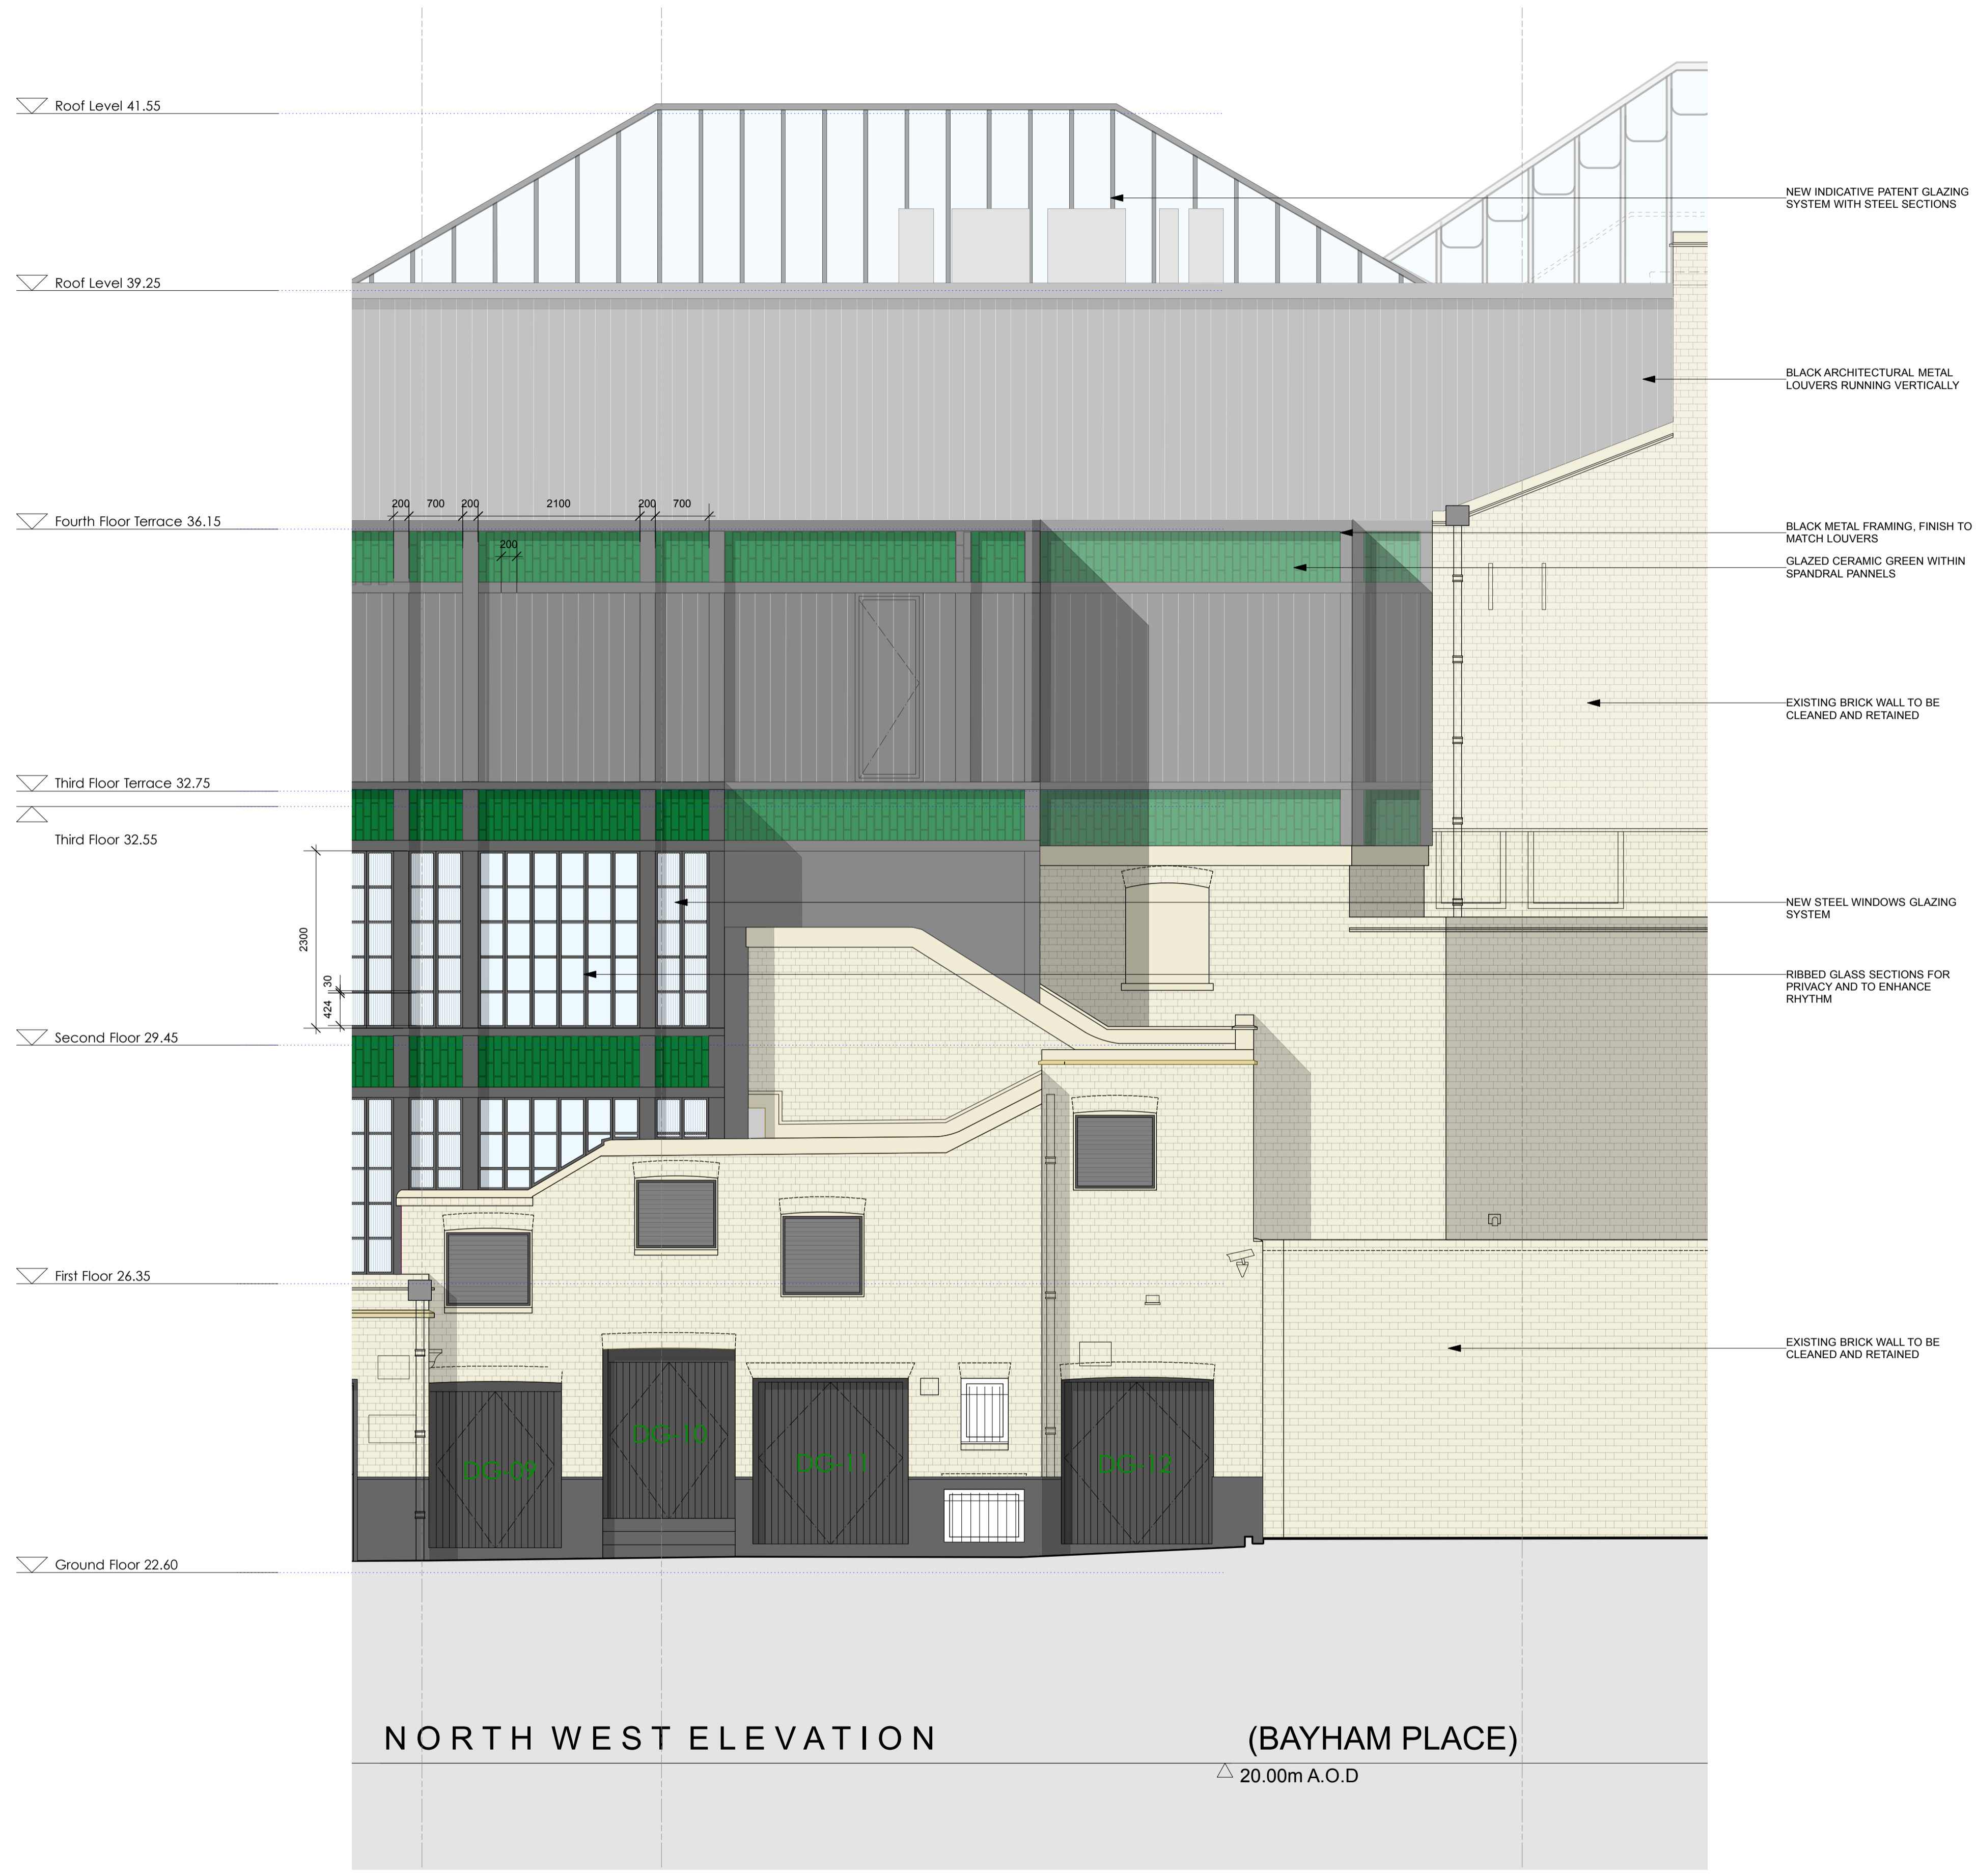 Roof Level 41.55
NEW INDICATIVE PATENT GLAZING
SYSTEM WITH STEEL SECTIONS
Roof Level 39.25
BLACK ARCHITECTURAL METAL
LOUVERS RUNNING VERTICALLY
200 700 200 2100 200 700
Fourth Floor Terrace 36.15
200
BLACK METAL FRAMING, FINISH TO
MATCH LOUVERS
GLAZED CERAMIC GREEN WITHIN
SPANDRAL PANNELS
EXISTING BRICK WALL TO BE
CLEANED AND RETAINED
Third Floor Terrace 32.75
Third Floor 32.55
NEW STEEL WINDOWS GLAZING
SYSTEM
2300
30
424
RIBBED GLASS SECTIONS FOR
PRIVACY AND TO ENHANCE
RHYTHM
Second Floor 29.45
First Floor 26.35
EXISTING BRICK WALL TO BE
CLEANED AND RETAINED
DG-09
DG-10
DG-11
DG-12
Ground Floor 22.60
NORTH WEST ELEVATION (BAYHAM PLACE)
20.00m A.O.D